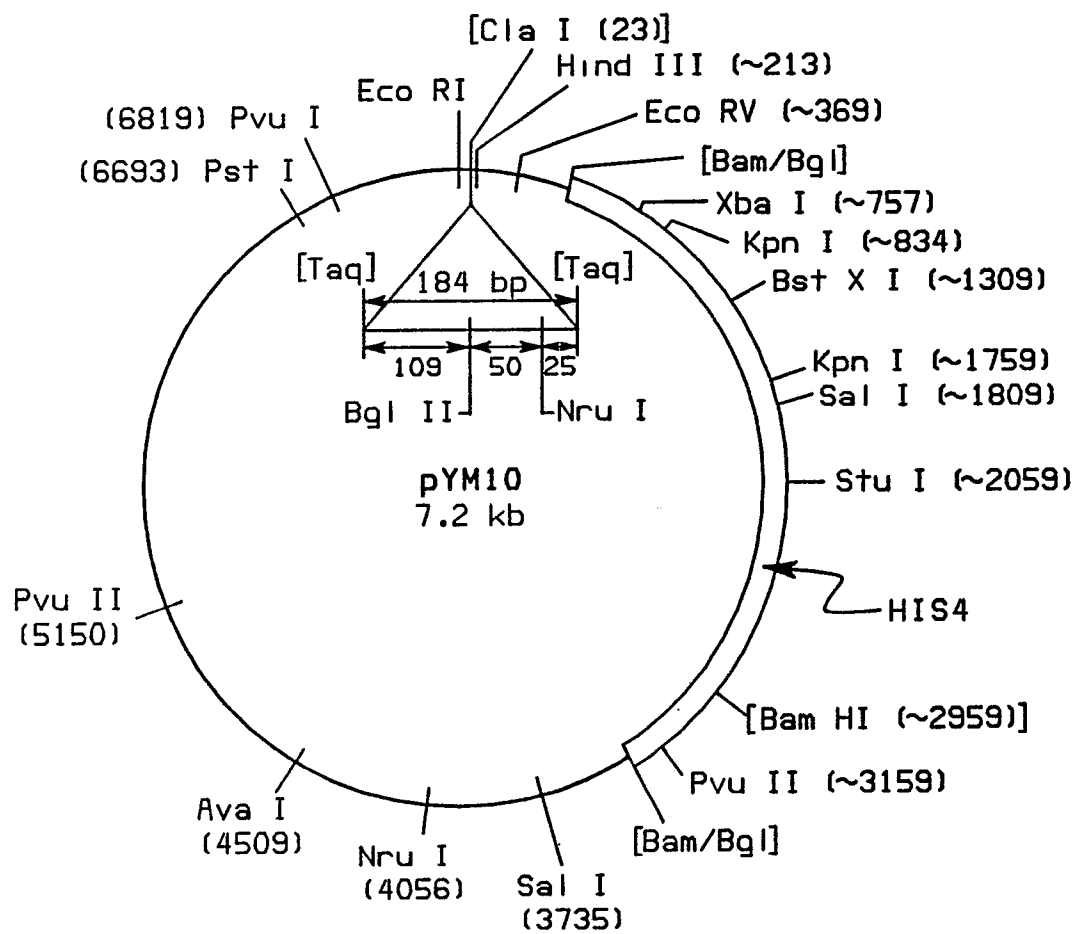 [Cla I (23)]
Hind III (~213)
Eco RI
Eco RV (~369)
(6819) Pvu I
(6693) Pst I
[Bam/Bgl]
Xba I (~757)
Kpn I (~834)
[Taq]
[Taq]
184 bp
Bst X I (~1309)
109
50
25
Kpn I (~1759)
Sal I (~1809)
Bgl II
Nru I
pYM10
7.2 kb
Stu I (~2059)
Pvu II
(5150)
HIS4
[Bam HI (~2959)]
Pvu II (~3159)
Ava I
(4509)
[Bam/Bgl]
Nru I
(4056)
Sal I
(3735)